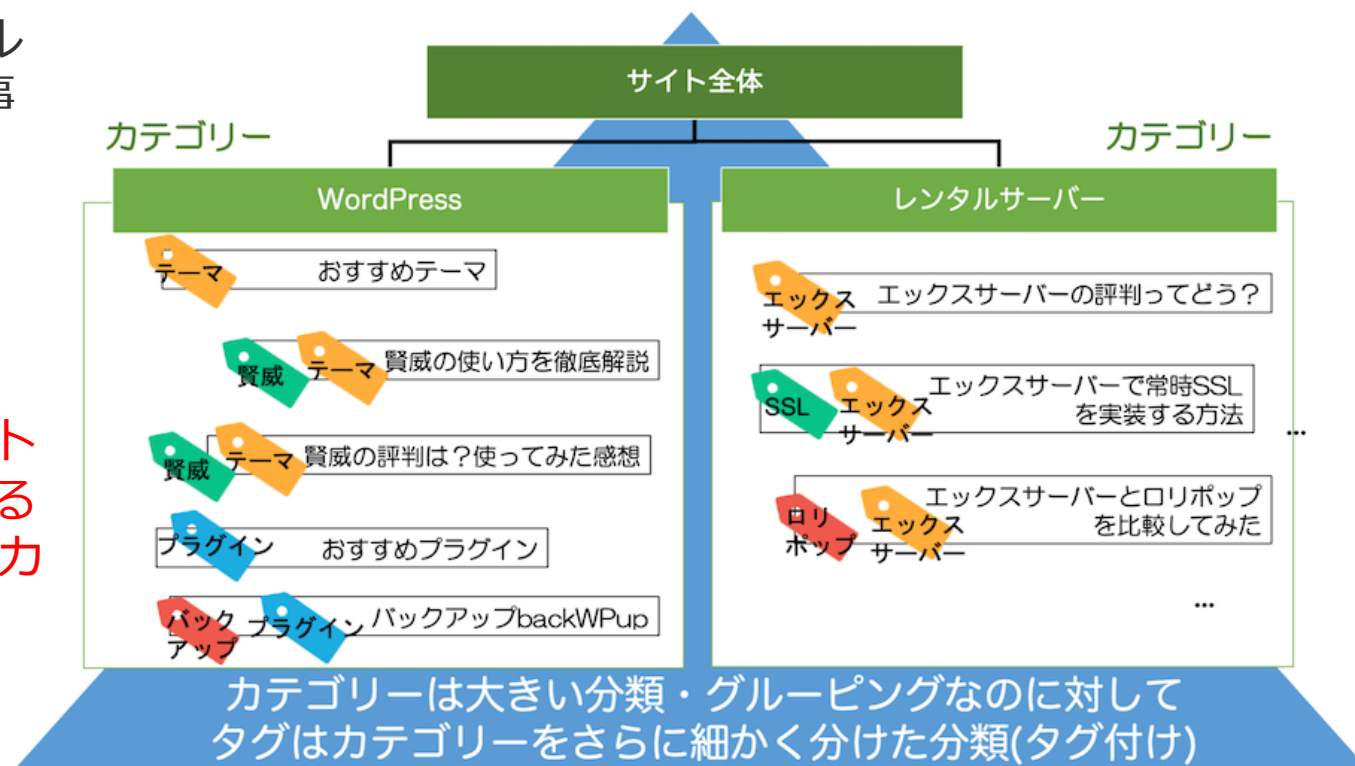 ル
事
ト
る
カ
サイト全体
カテゴリー
カテゴリー
WordPress
テーマ
おすすめテーマ
賢威
テーマ
賢威の使い方を徹底解説
賢威
テーマ
賢威の評判は？使ってみた感想
プラグイン
おすすめプラグイン
バック
アップ
プラグイン
バックアップbackWPup
レンタルサーバー
エックス
サーバー
エックスサーバーの評判ってどう？
SSL
エックス
サーバー
エックスサーバーで常時SSL
を実装する方法
...
ロリ
ポップ
エックス
サーバー
エックスサーバーとロリポップ
を比較してみた
...
カテゴリーは大きい分類・グルーピングなのに対して
タグはカテゴリーをさらに細かく分けた分類(タグ付け)